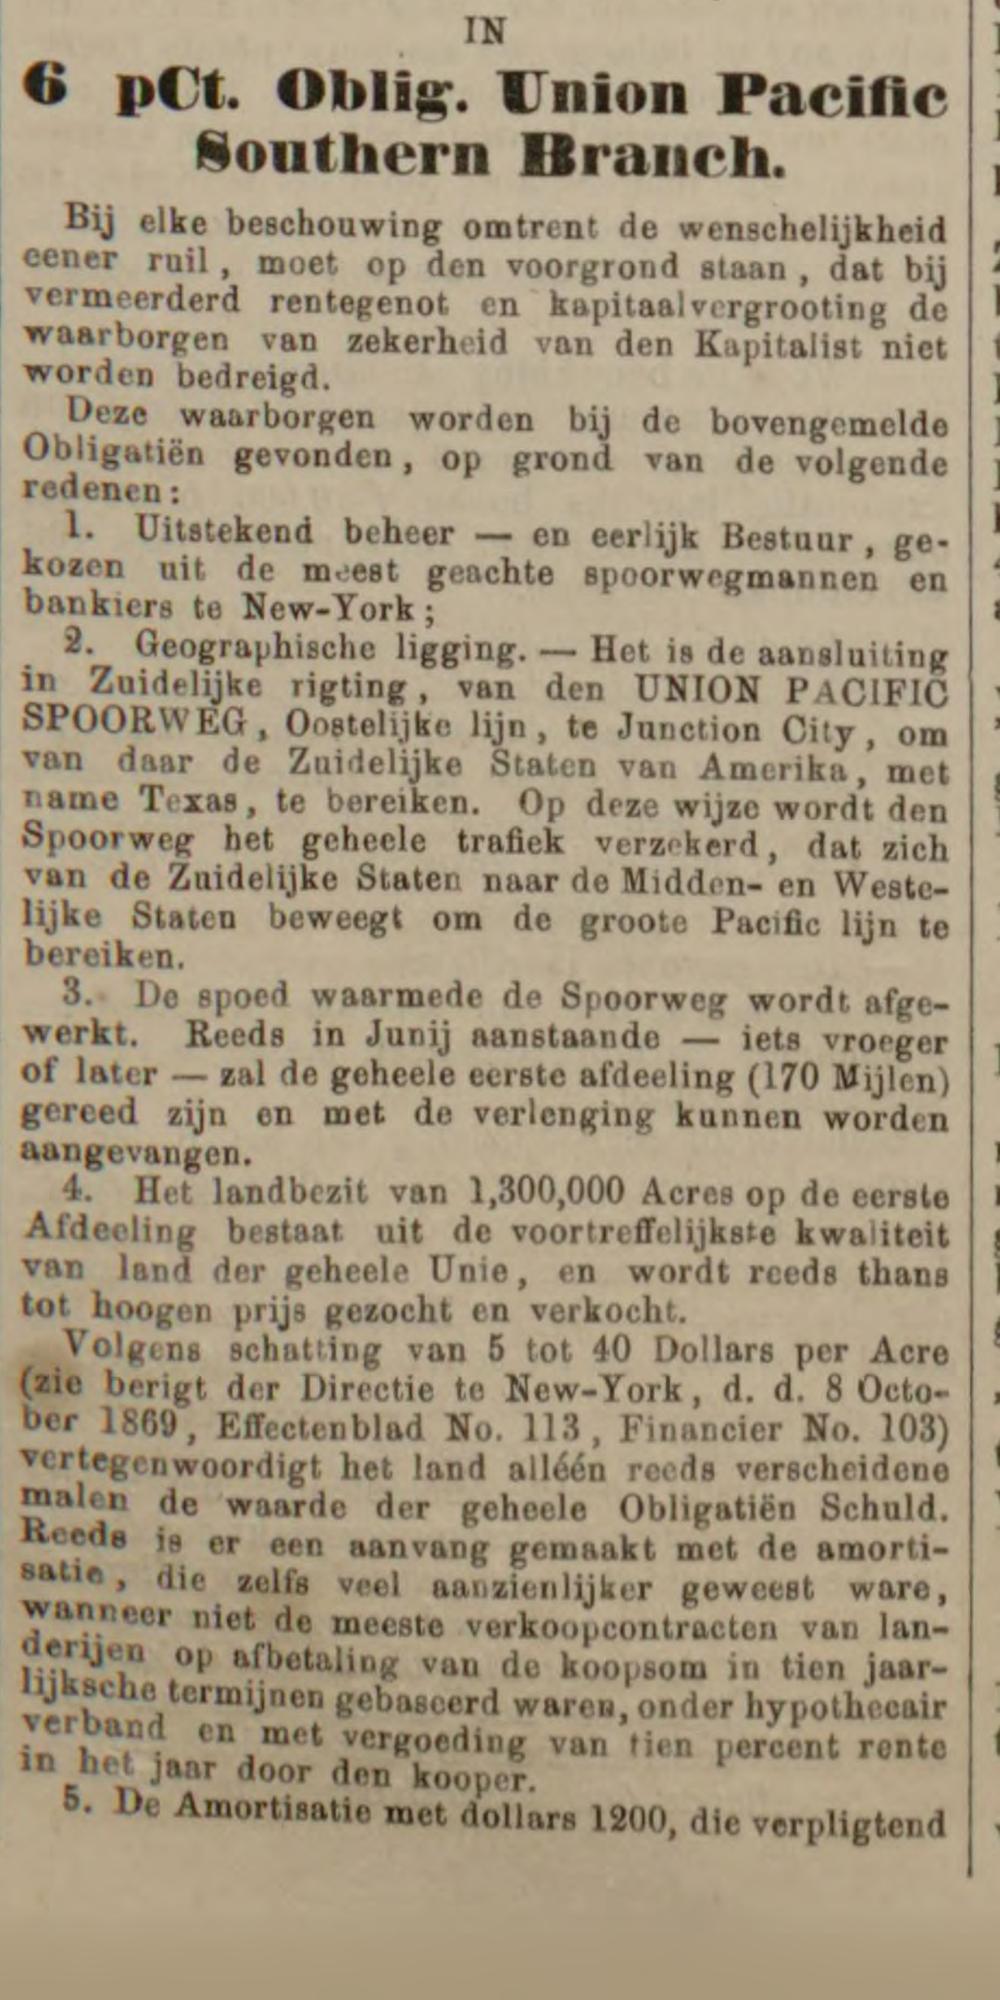 IN
6 pCt. Oblig. Union Pacific
Southern Branch.
Bij elke beschouwing omtrent de wenschelijkheid
eener ruil, moet op den voorgrond staan, dat bij
vermeerderd rentegenot en kapitaalvergrooting de
waarborgen van zekerheid van den Kapitalist niet
worden bedreigd.
Deze waarborgen worden bij de bovengemelde
Obligatiën gevonden, op grond van de volgende
redenen:
1. Uitstekend beheer — en eerlijk Bestuur, ge-
kozen uit de meest geachte spoorwegmannen en
bankiers te New-York;
2. Geographische ligging. — Het is de aansluiting
in Zuidelijke rigting, van den UNION PACIFIC
SPOORWEG, Oostelijke lijn, te Junction City, om
van daar de Zuidelijke Staten van Amerika, met
name Texas, te bereiken. Op deze wijze wordt den
Spoorweg het geheele trafiek verzekerd, dat zich
van de Zuidelijke Staten naar de Midden- en Weste-
lijke Staten beweegt om de groote Pacific lijn te
bereiken.
3. De spoed waarmede de Spoorweg wordt afge-
werkt. Reeds in Junij aanstaande — iets vroeger
of later — zal de geheele eerste afdeeling (170 Mijlen)
gereed zijn en met de verlenging kunnen worden
aangevangen.
4. Het landbezit van 1,300,000 Acres op de eerste
Afdeeling bestaat uit de voortreffelijkste kwaliteit
van land der geheele Unie, en wordt reeds thans
tot hoogen prijs gezocht en verkocht.
Volgens schatting van 5 tot 40 Dollars per Acre
(zie berigt der Directie te New-York, d. d. 8 Octo-
ber 1869, Effectenblad No. 113, Financier No. 103)
vertegenwoordigt het land alléén reeds verscheidene
malen de waarde der geheele Obligatiën Schuld.
Reeds is er een aanvang gemaakt met de amorti-
satie, die zelfs veel aanzienlijker geweest ware,
wanneer niet de meeste verkoopcontracten van lan-
derijen op afbetaling van de koopsom in tien jaar-
lijksche termijnen gebaseerd waren, onder hypothecair
verband en met vergoeding van tien percent rente
in het jaar door den kooper.
5. De Amortisatie met dollars 1200, die verpligtend